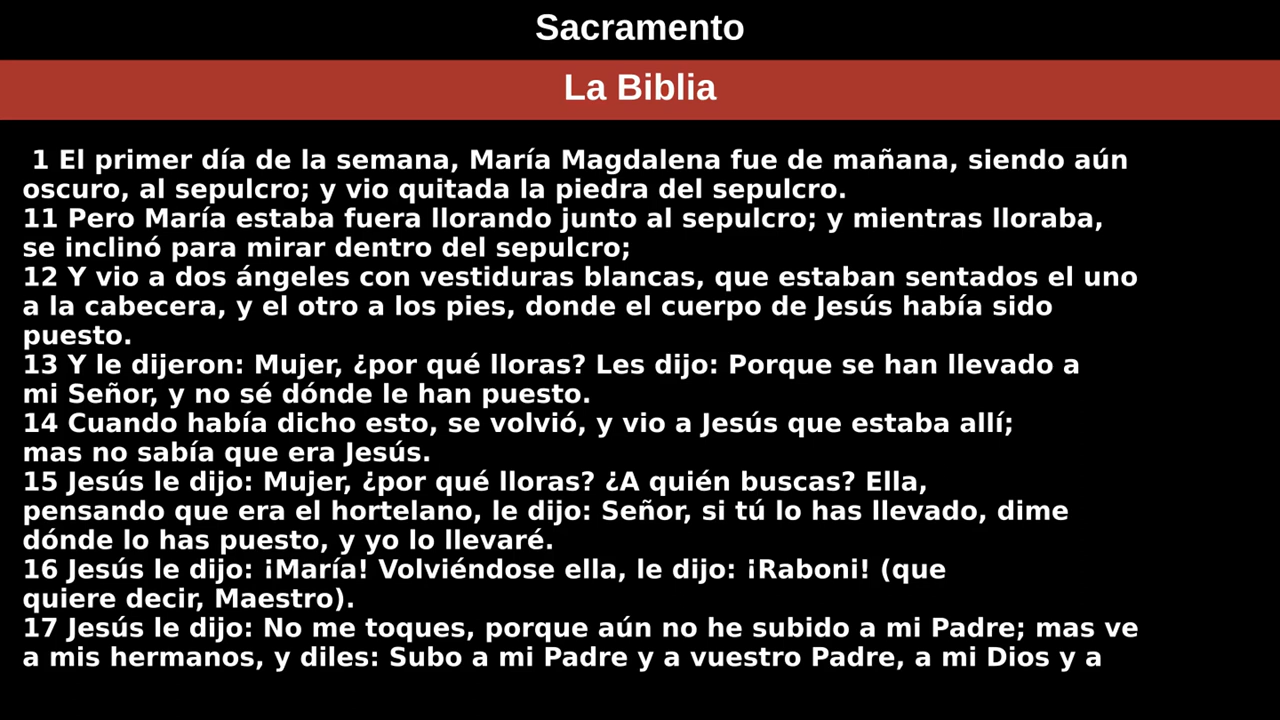 Sacramento
La Biblia
1 El primer día de la semana, María Magdalena fue de mañana, siendo aún
oscuro, al sepulcro; y vio quitada la piedra del sepulcro.
11 Pero María estaba fuera llorando junto al sepulcro; y mientras lloraba,
se inclinó para mirar dentro del sepulcro;
12 Y vio a dos ángeles con vestiduras blancas, que estaban sentados el uno
a la cabecera, y el otro a los pies, donde el cuerpo de Jesús había sido
puesto.
13 Y le dijeron: Mujer, ¿por qué lloras? Les dijo: Porque se han llevado a
mi Señor, y no sé dónde le han puesto.
14 Cuando había dicho esto, se volvió, y vio a Jesús que estaba allí;
mas no sabía que era Jesús.
15 Jesús le dijo: Mujer, ¿por qué lloras? ¿A quién buscas? Ella,
pensando que era el hortelano, le dijo: Señor, si tú lo has llevado, dime
dónde lo has puesto, y yo lo llevaré.
16 Jesús le dijo: ¡María! Volviéndose ella, le dijo: ¡Raboni! (que
quiere decir, Maestro).
17 Jesús le dijo: No me toques, porque aún no he subido a mi Padre; mas ve
a mis hermanos, y diles: Subo a mi Padre y a vuestro Padre, a mi Dios y a